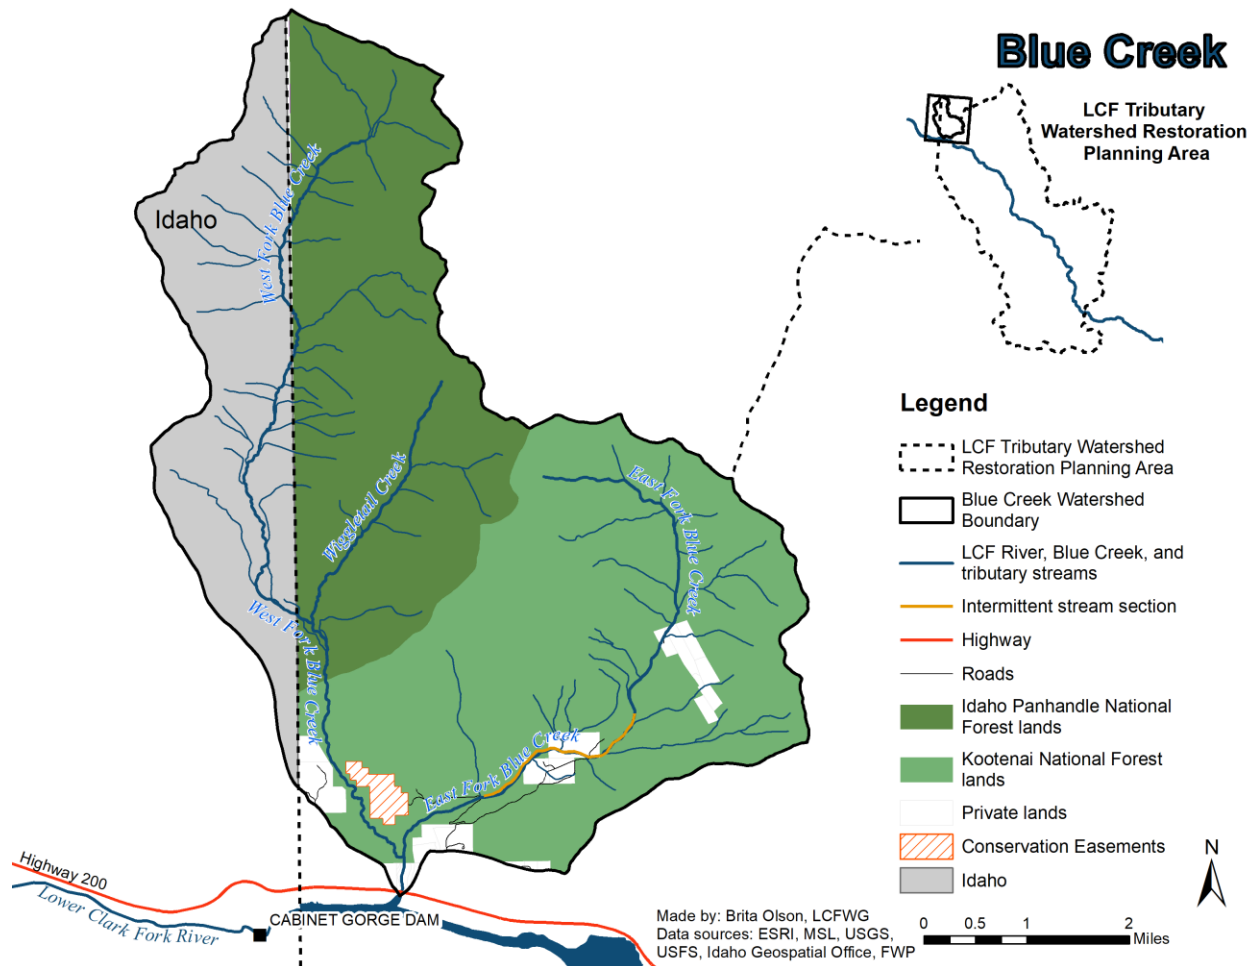 Blue Creek
LCF Tributary
Watershed Restoration
Planning Area
Idaho
West Fork Blue Creek
Wiggletail Creek
East Fork Blue Creek
West Fork Blue Creek
East Fork Blue Creek
Highway 200
Lower Clark Fork River
CABINET GORGE DAM
Legend
LCF Tributary Watershed
Restoration Planning Area
Blue Creek Watershed
Boundary
LCF River, Blue Creek, and
tributary streams
Intermittent stream section
Highway
Roads
Idaho Panhandle National
Forest lands
Kootenai National Forest
lands
Private lands
Conservation Easements
Idaho
N
0 0.5 1 2
Miles
Made by: Brita Olson, LCFWG
Data sources: ESRI, MSL, USGS,
USFS, Idaho Geospatial Office, FWP